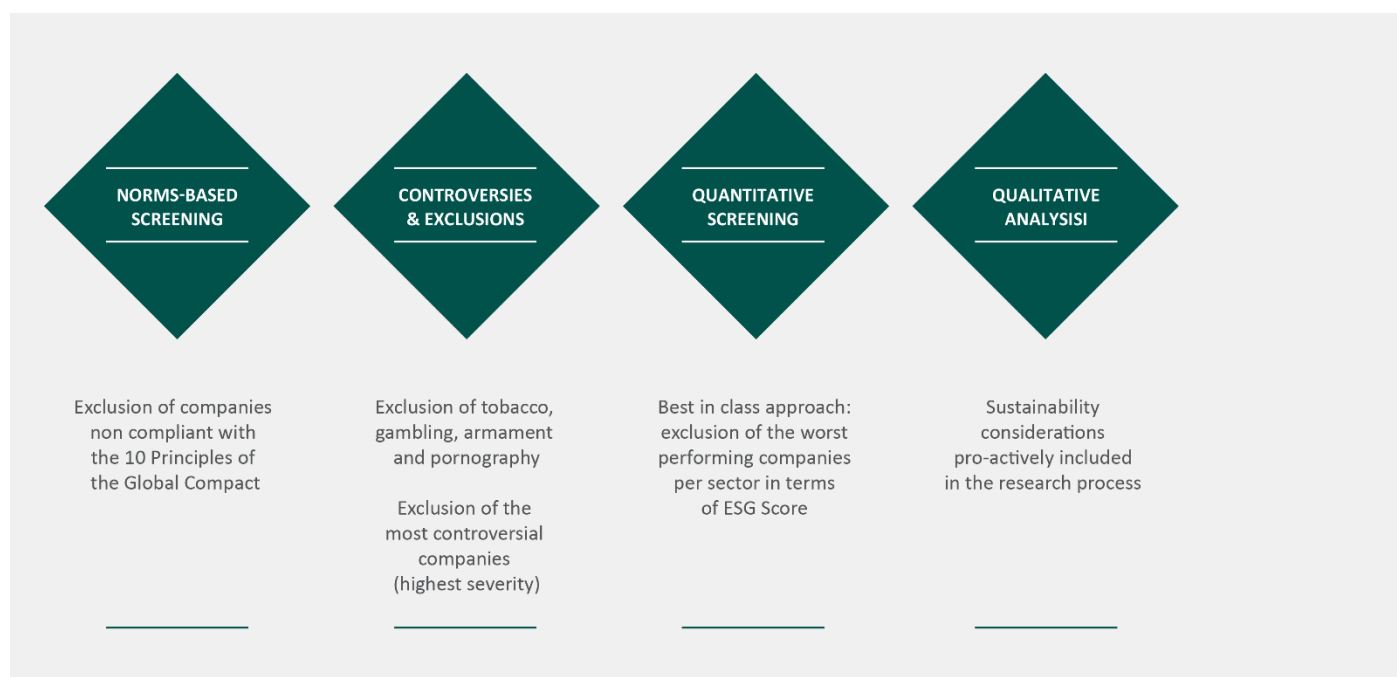 NORMS-BASED
SCREENING
Exclusion of companies
non compliant with
the 10 Principles of
the Global Compact
CONTROVERSIES
& EXCLUSIONS
Exclusion of tobacco,
gambling, armament
and pornography
Exclusion of the
most controversial
companies
(highest severity)
QUANTITATIVE
SCREENING
Best in class approach:
exclusion of the worst
performing companies
per sector in terms
of ESG Score
QUALITATIVE
ANALYSISI
Sustainability
considerations
pro-actively included
in the research process